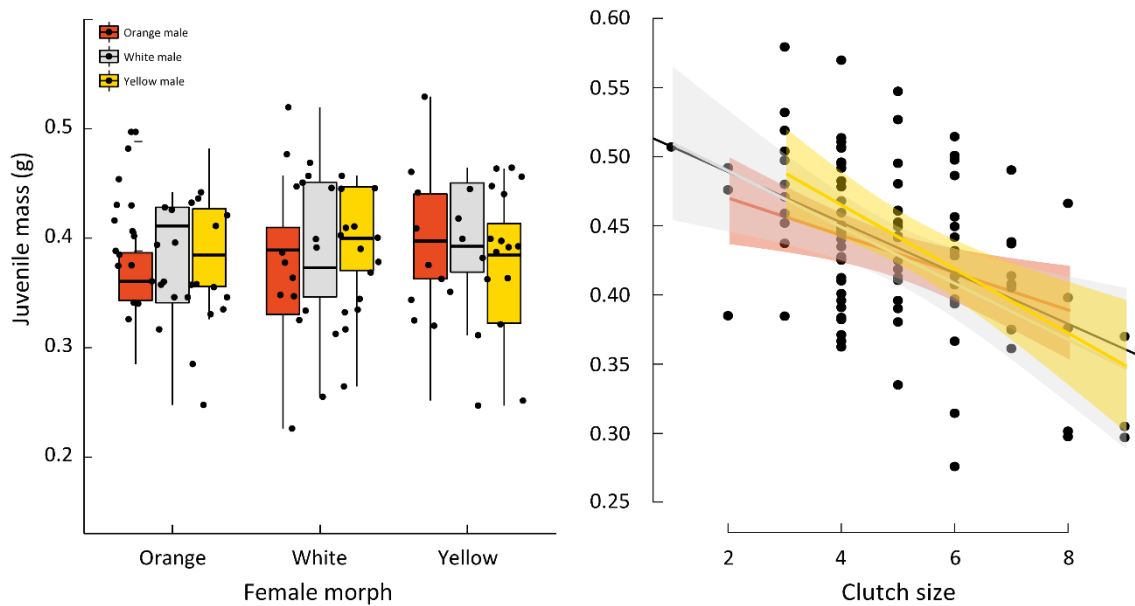 Orange male
White male
Yellow male
Juvenile mass (g)
0.5
0.4
0.3
0.2
Orange White Yellow
Female morph
0.60
0.55
0.50
0.45
0.40
0.35
0.30
0.25
2 4 6 8
Clutch size